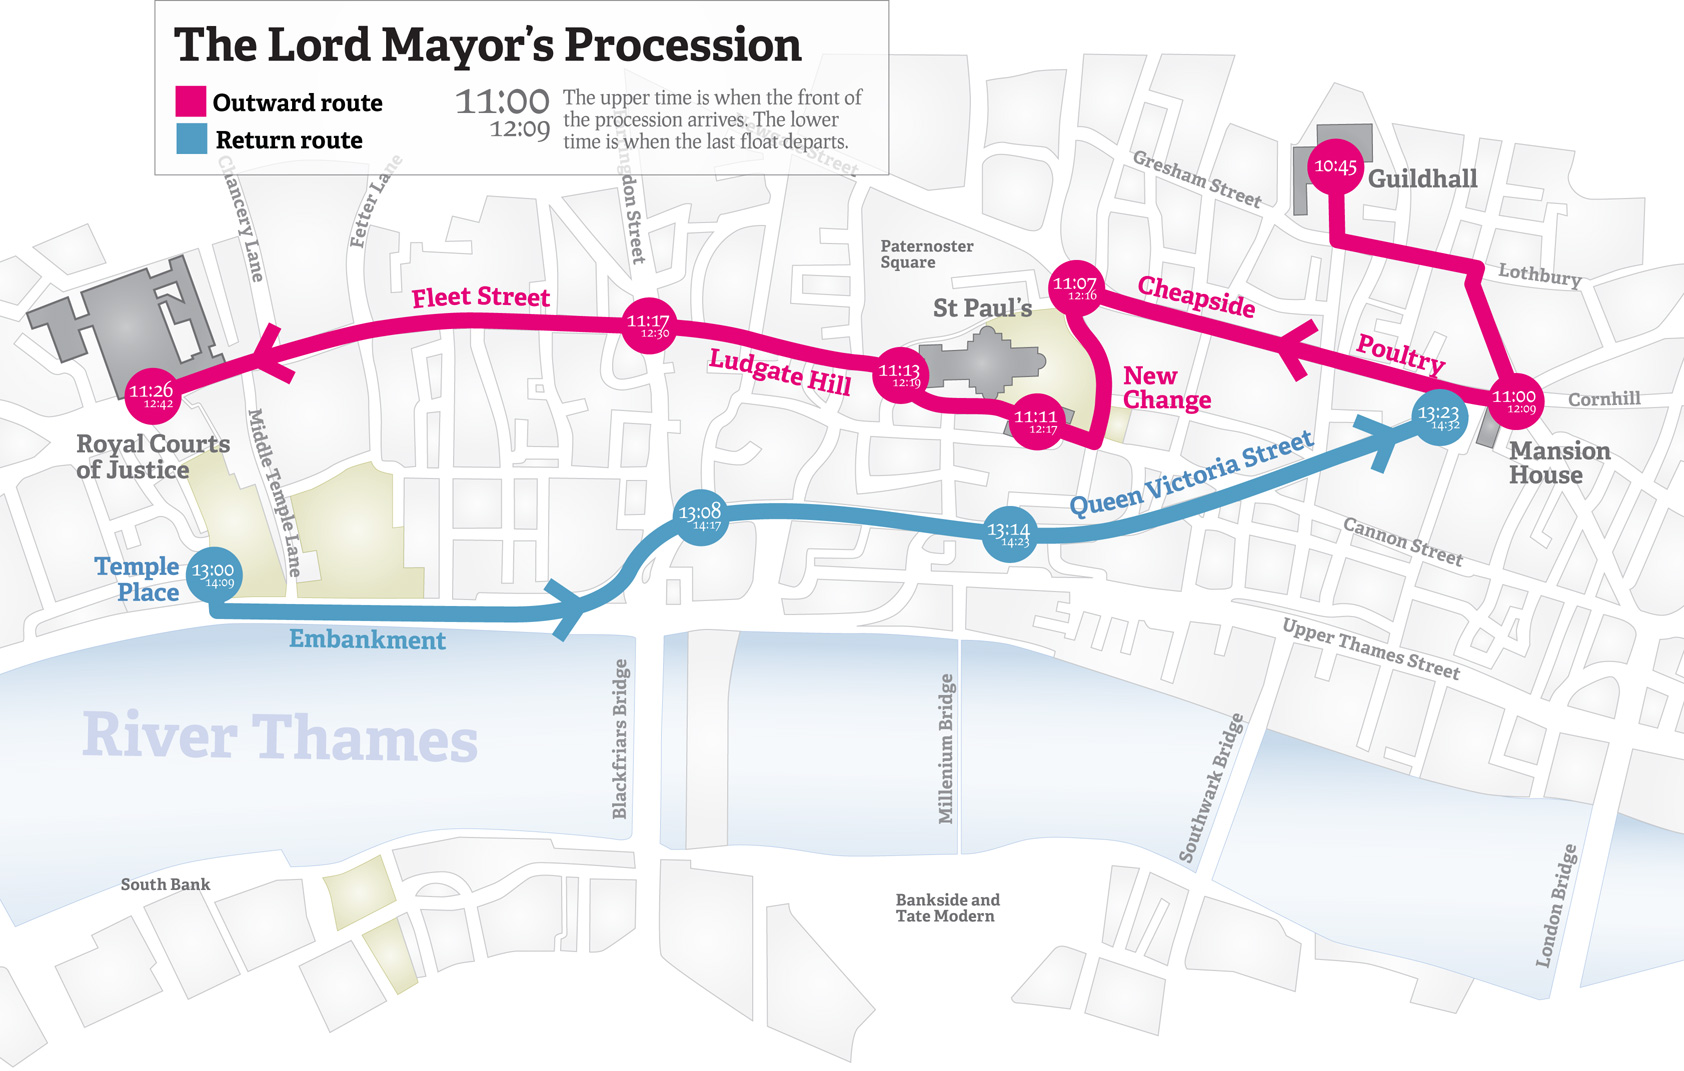 The Lord Mayor's Procession
Outward route
Return route
11:00
12:09
The upper time is when the front of
the procession arrives. The lower
time is when the last float departs.
Chancery Lane
Fetter Lane
Farringdon Street
Newgate Street
Gresham Street
10:45
Guildhall
Lothbury
Paternoster
Square
St Paul's
11:07
12:16
Cheapside
Poultry
11:00
12:09
Cornhill
Mansion
House
New
Change
11:11
12:17
11:13
12:19
Ludgate Hill
11:17
12:30
Fleet Street
11:26
12:42
Royal Courts
of Justice
Middle Temple Lane
Temple
Place
13:00
14:09
Embankment
13:08
14:17
13:14
14:23
Queen Victoria Street
13:23
14:32
Cannon Street
Upper Thames Street
River Thames
Blackfriars Bridge
Millenium Bridge
Southwark Bridge
London Bridge
South Bank
Bankside and
Tate Modern